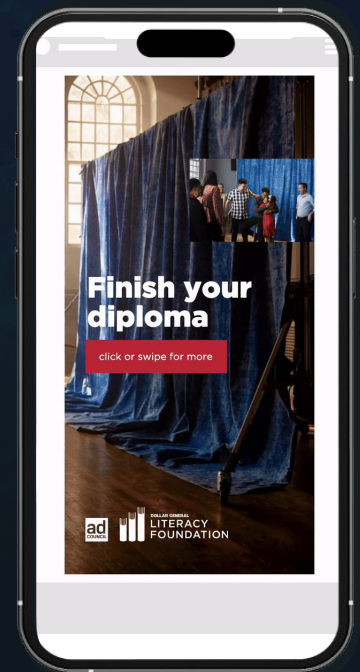 Finish your
diploma
click or swipe for more
ad
COUNCIL
DOLLAR GENERAL
LITERACY
FOUNDATION